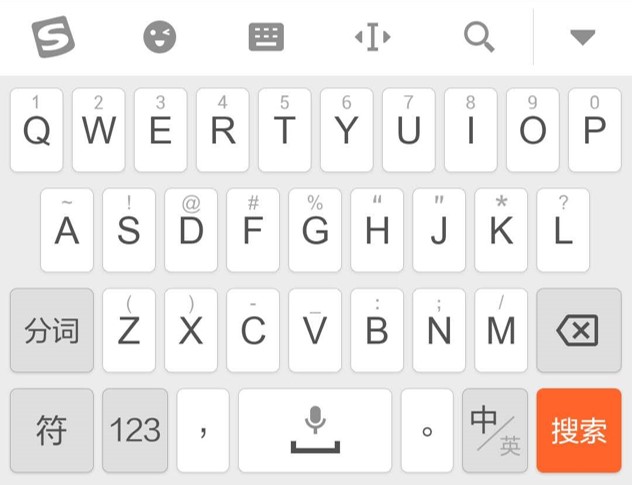 S
1 2 3 4 5 6 7 8 9 0
Q W E R T Y U I O P
~ ! @ # % “ " * ?
A S D F G H J K L
( ) - _ : ; /
分词 Z X C V B N M
符 123 , 。 中/英 搜索